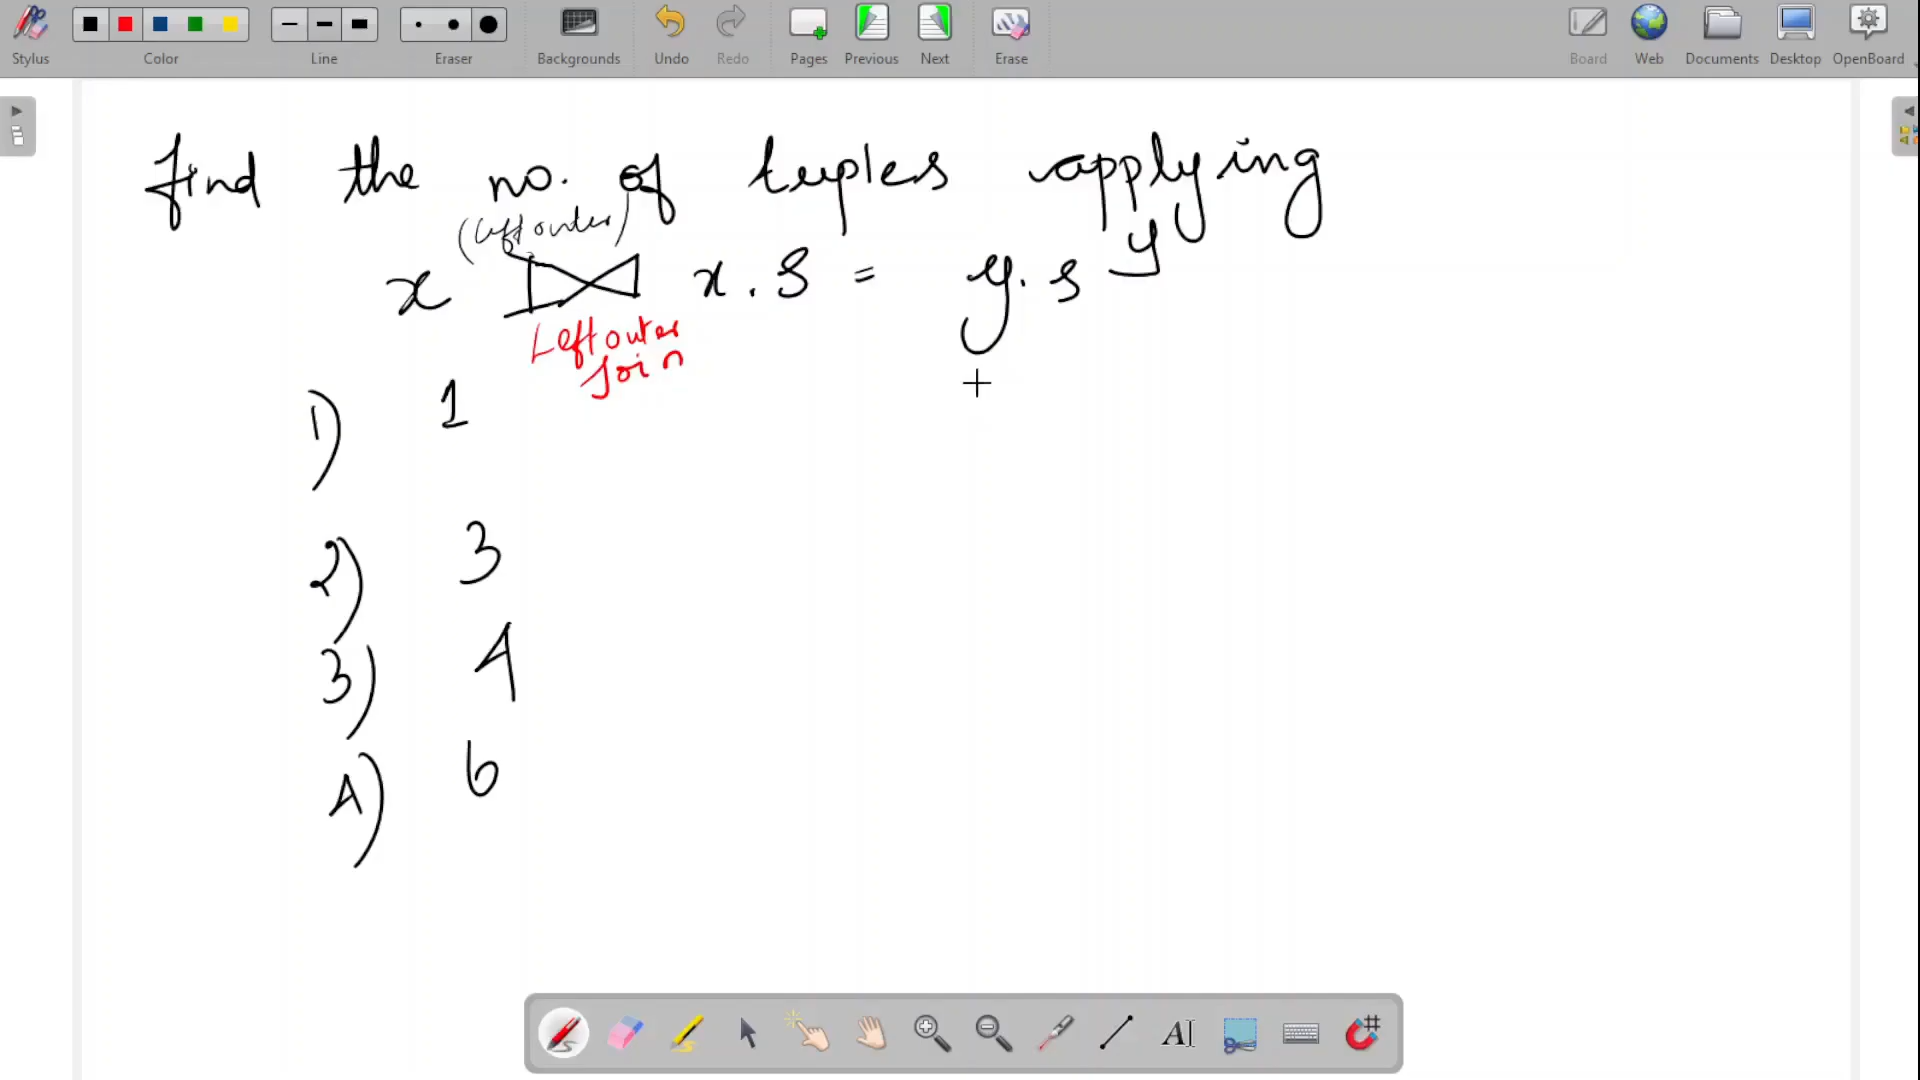 Stylus
Color
Line
Eraser
Backgrounds
Undo
Redo
Pages
Previous
Next
Erase
Board
Web
Documents
Desktop
OpenBoard
find the no. of tuples applying
(left outer)
x ⟕ x . s = y . s y
Left outer
Join
1) 1
2) 3
3) 4
4) 6